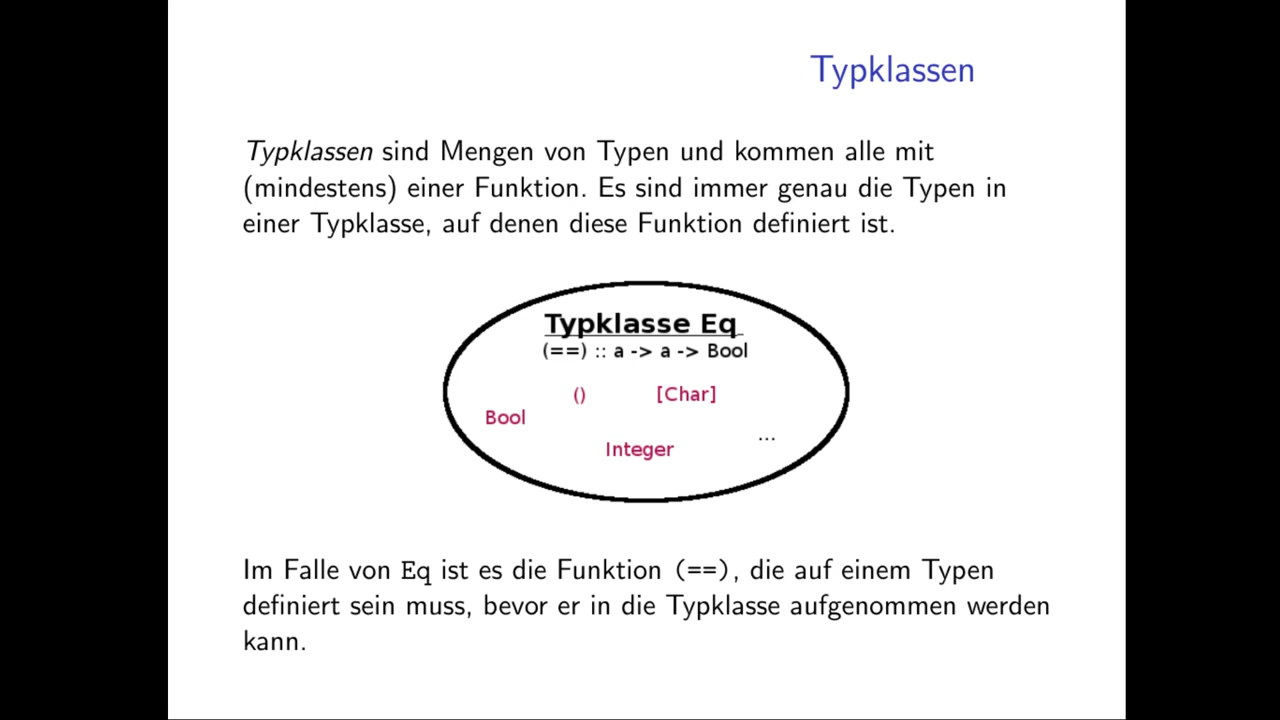 Typklassen
Typklassen sind Mengen von Typen und kommen alle mit
(mindestens) einer Funktion. Es sind immer genau die Typen in
einer Typklasse, auf denen diese Funktion definiert ist.
Typklasse Eq
(==) :: a -> a -> Bool
() [Char]
Bool
...
Integer
Im Falle von Eq ist es die Funktion (==), die auf einem Typen
definiert sein muss, bevor er in die Typklasse aufgenommen werden
kann.